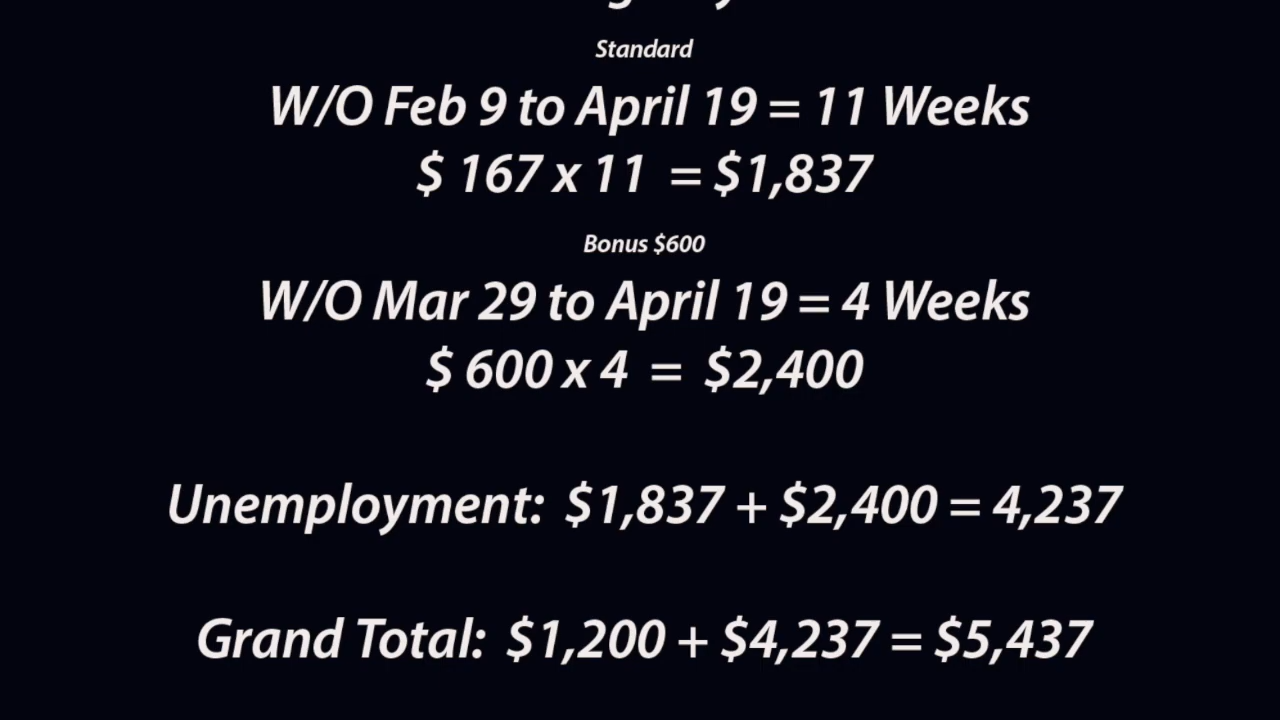 Standard
W/O Feb 9 to April 19 = 11 Weeks
$ 167 x 11 = $1,837
Bonus $600
W/O Mar 29 to April 19 = 4 Weeks
$ 600 x 4 = $2,400
Unemployment: $1,837 + $2,400 = 4,237
Grand Total: $1,200 + $4,237 = $5,437